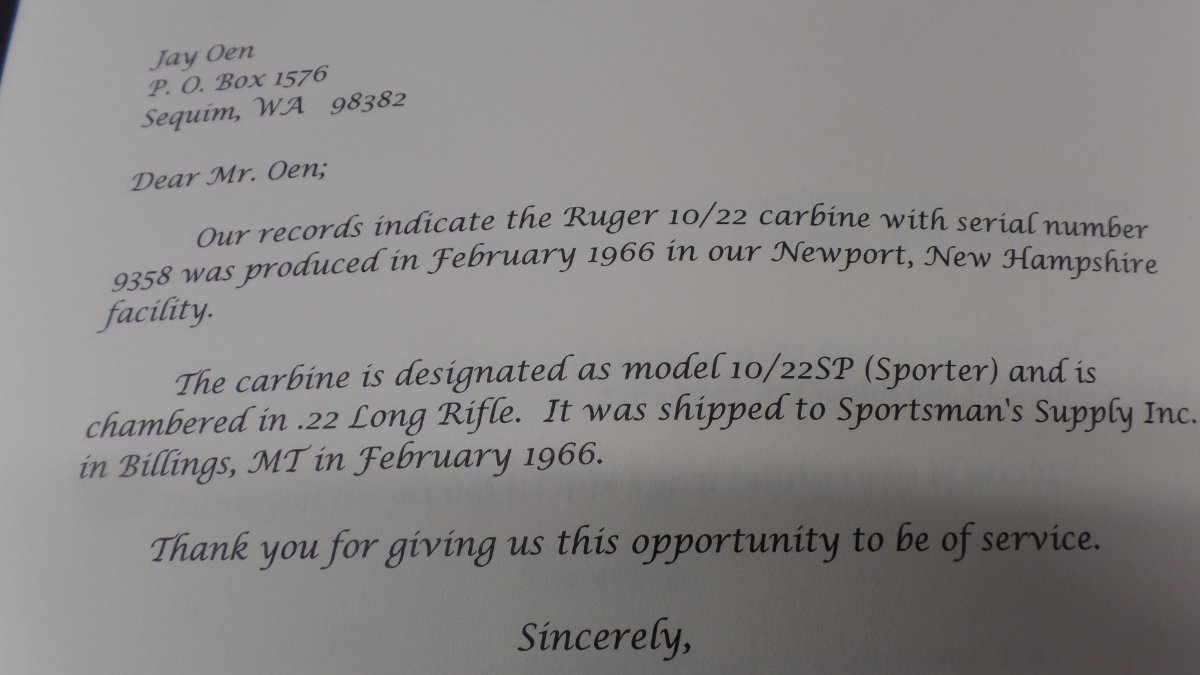 Jay Oen
P. O. Box 1576
Sequim, WA 98382
Dear Mr. Oen;
Our records indicate the Ruger 10/22 carbine with serial number
9358 was produced in February 1966 in our Newport, New Hampshire
facility.
The carbine is designated as model 10/22SP (Sporter) and is
chambered in .22 Long Rifle. It was shipped to Sportsman's Supply Inc.
in Billings, MT in February 1966.
Thank you for giving us this opportunity to be of service.
Sincerely,